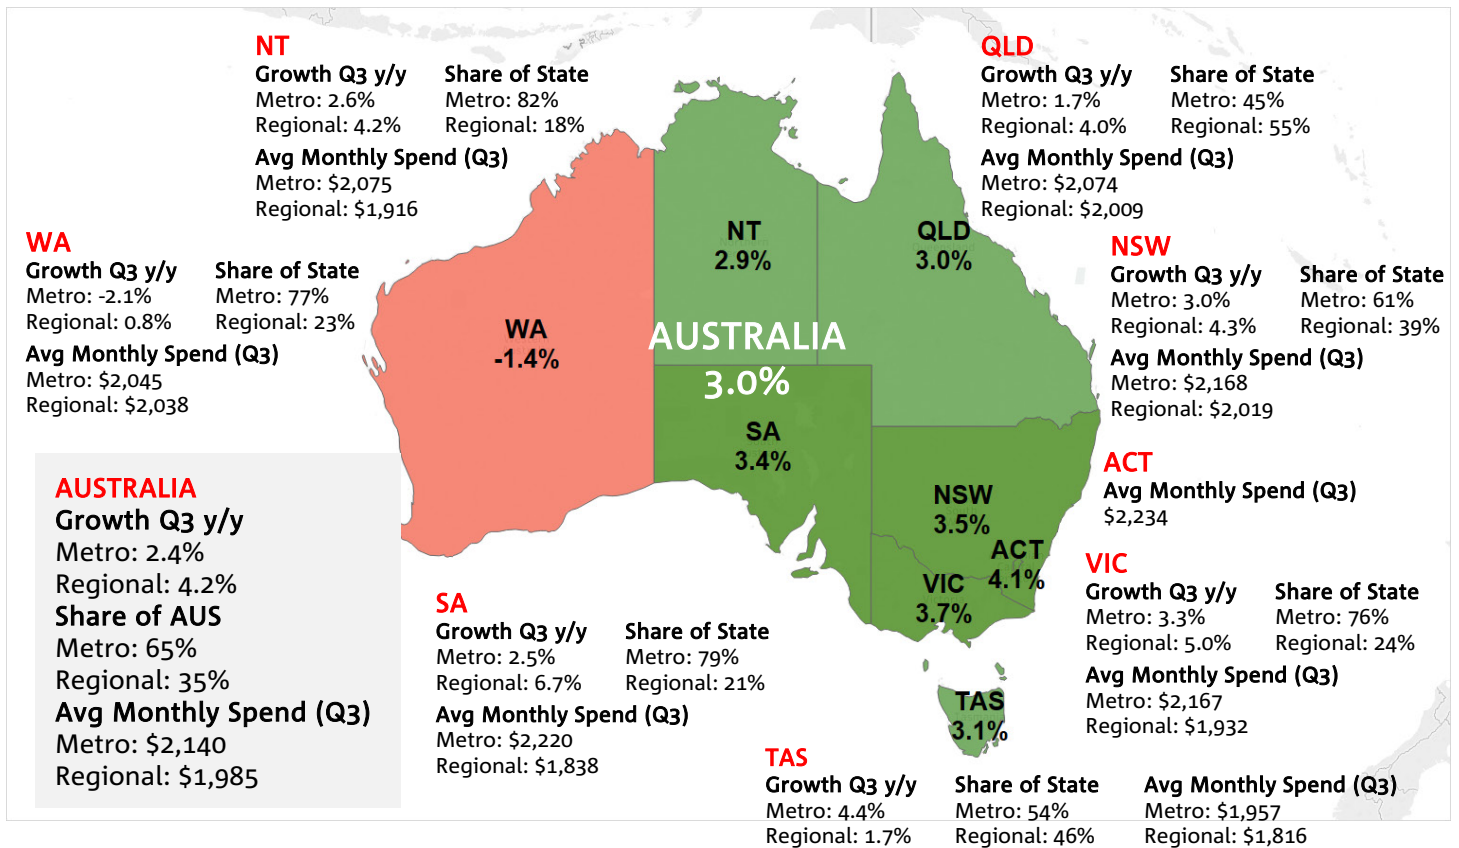 NT
Growth Q3 y/y
Metro: 2.6%
Regional: 4.2%
Share of State
Metro: 82%
Regional: 18%
Avg Monthly Spend (Q3)
Metro: $2,075
Regional: $1,916
QLD
Growth Q3 y/y
Metro: 1.7%
Regional: 4.0%
Share of State
Metro: 45%
Regional: 55%
Avg Monthly Spend (Q3)
Metro: $2,074
Regional: $2,009
WA
Growth Q3 y/y
Metro: -2.1%
Regional: 0.8%
Share of State
Metro: 77%
Regional: 23%
Avg Monthly Spend (Q3)
Metro: $2,045
Regional: $2,038
NSW
Growth Q3 y/y
Metro: 3.0%
Regional: 4.3%
Share of State
Metro: 61%
Regional: 39%
Avg Monthly Spend (Q3)
Metro: $2,168
Regional: $2,019
NT
2.9%
QLD
3.0%
WA
-1.4%
AUSTRALIA
3.0%
SA
3.4%
NSW
3.5%
ACT
4.1%
VIC
3.7%
TAS
3.1%
ACT
Avg Monthly Spend (Q3)
$2,234
AUSTRALIA
Growth Q3 y/y
Metro: 2.4%
Regional: 4.2%
Share of AUS
Metro: 65%
Regional: 35%
Avg Monthly Spend (Q3)
Metro: $2,140
Regional: $1,985
SA
Growth Q3 y/y
Metro: 2.5%
Regional: 6.7%
Share of State
Metro: 79%
Regional: 21%
Avg Monthly Spend (Q3)
Metro: $2,220
Regional: $1,838
VIC
Growth Q3 y/y
Metro: 3.3%
Regional: 5.0%
Share of State
Metro: 76%
Regional: 24%
Avg Monthly Spend (Q3)
Metro: $2,167
Regional: $1,932
TAS
Growth Q3 y/y
Metro: 4.4%
Regional: 1.7%
Share of State
Metro: 54%
Regional: 46%
Avg Monthly Spend (Q3)
Metro: $1,957
Regional: $1,816